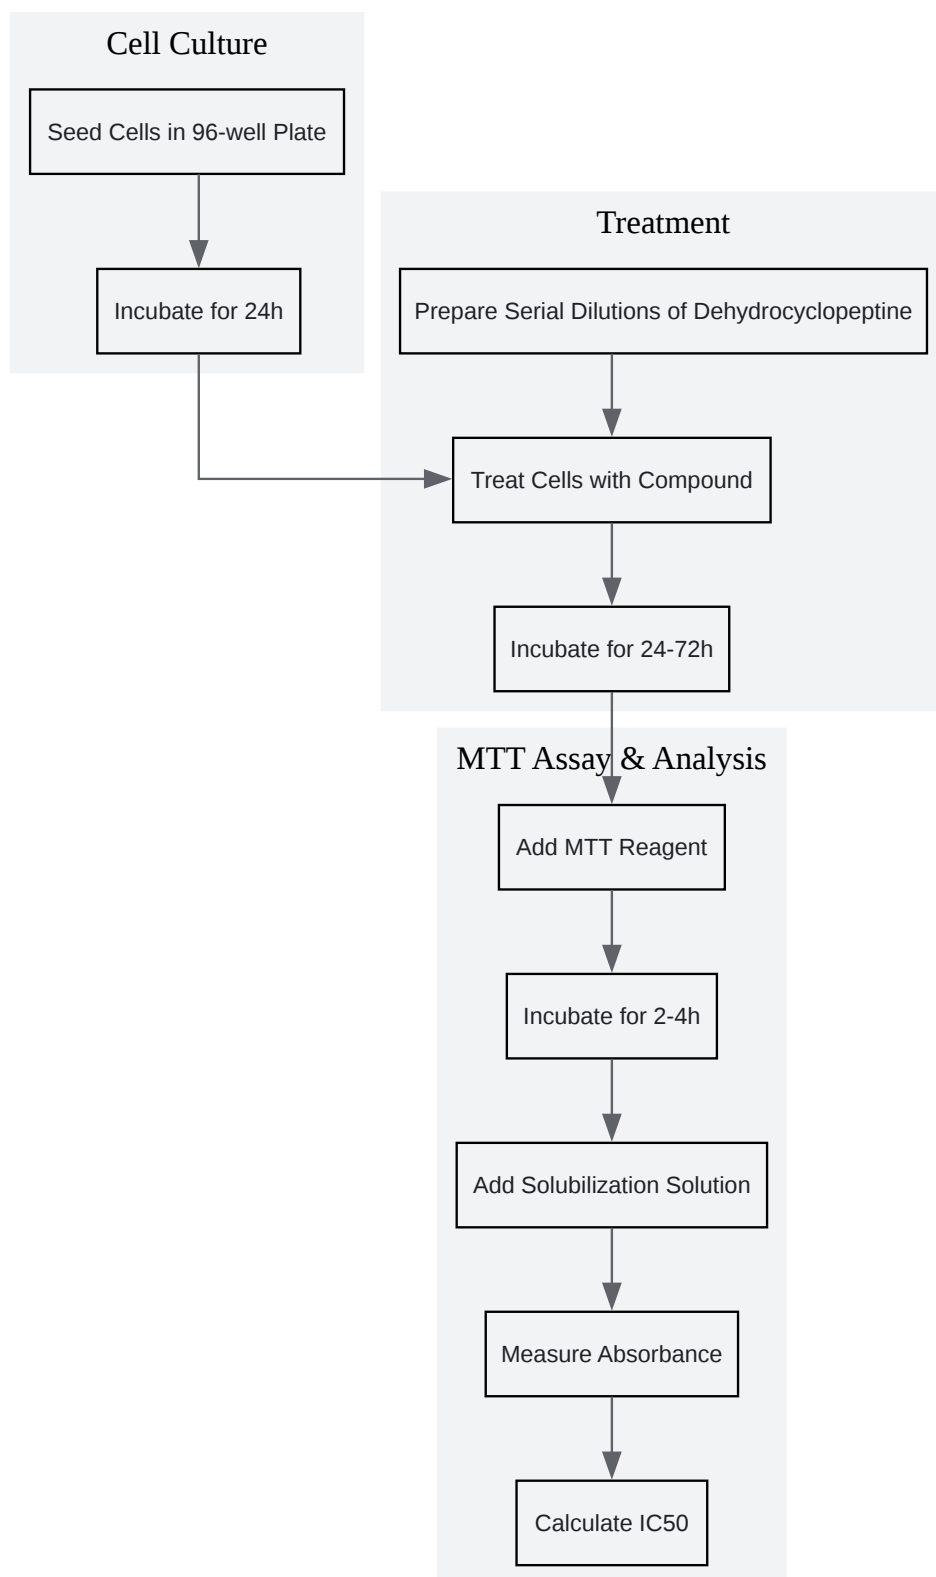 Cell Culture
Seed Cells in 96-well Plate
Incubate for 24h
Treatment
Prepare Serial Dilutions of Dehydrocyclopeptine
Treat Cells with Compound
Incubate for 24-72h
MTT Assay & Analysis
Add MTT Reagent
Incubate for 2-4h
Add Solubilization Solution
Measure Absorbance
Calculate IC50